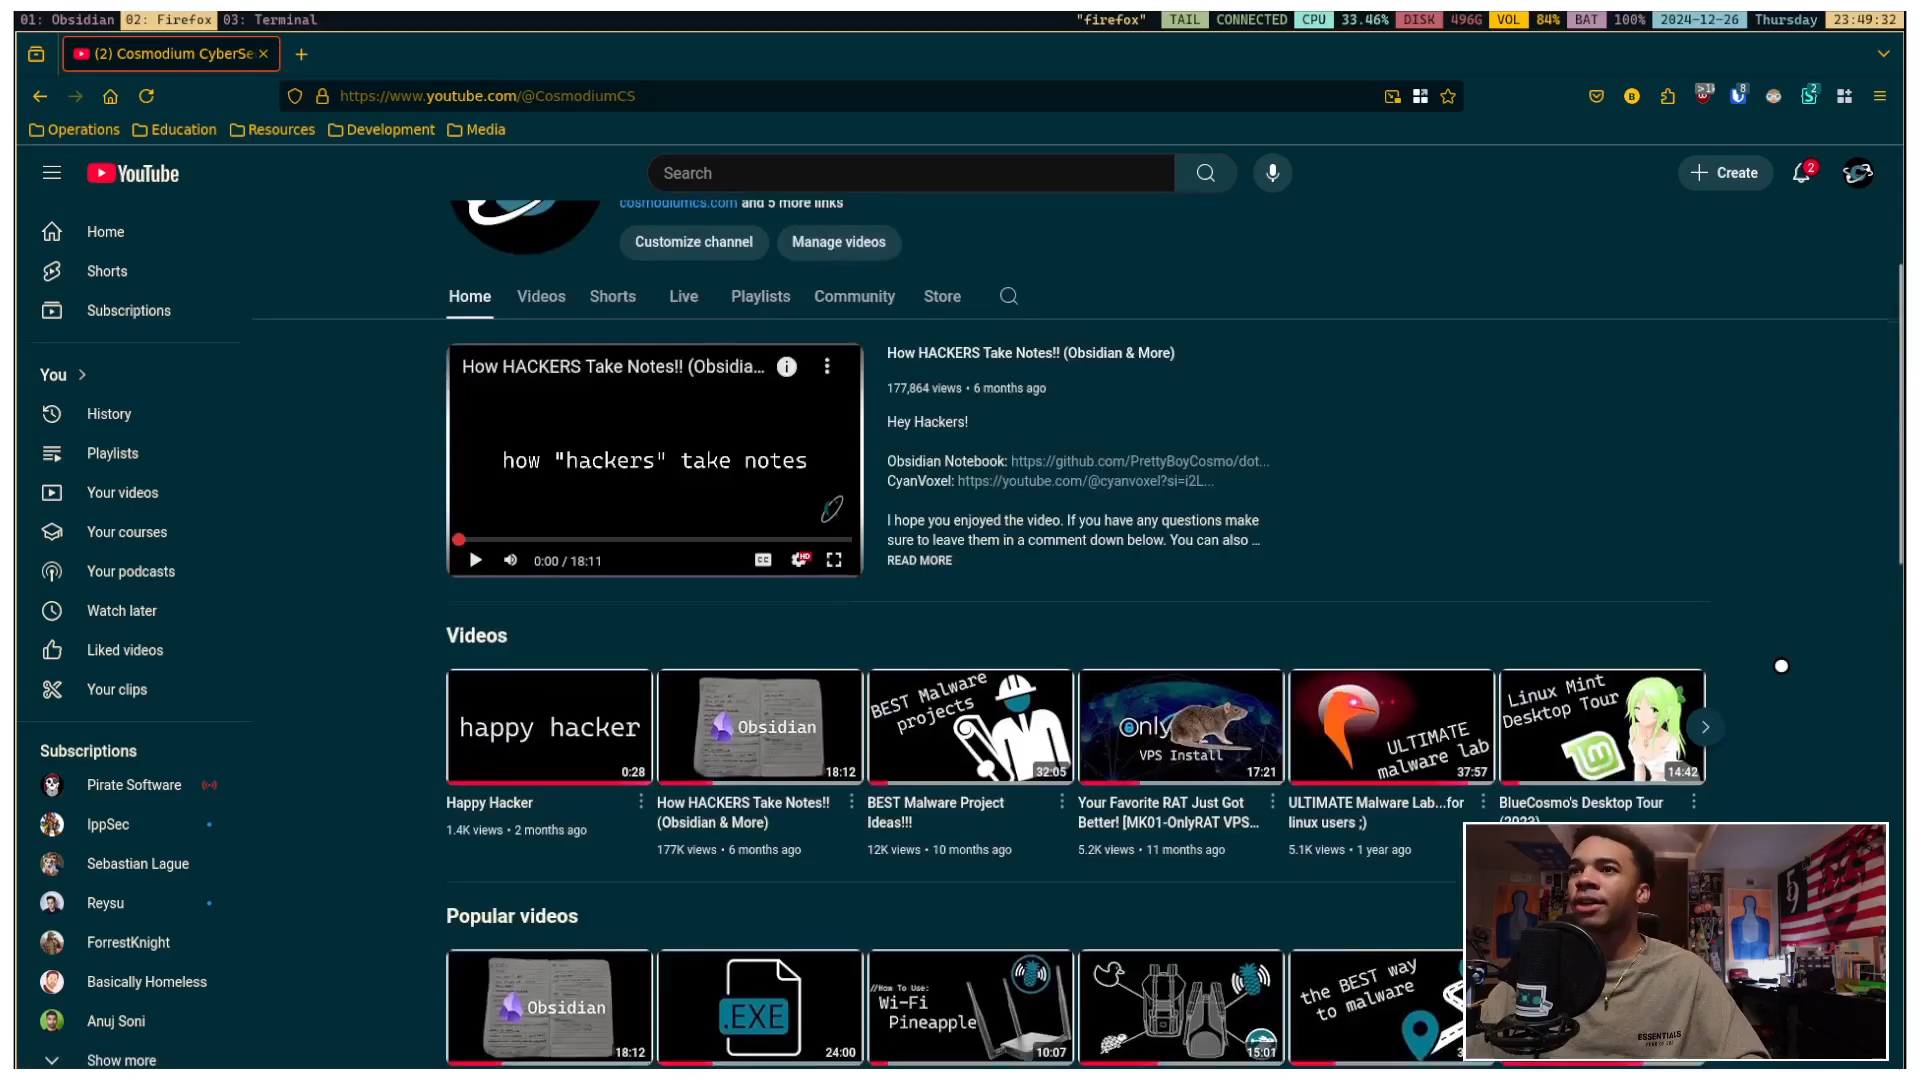 01: Obsidian 02: Firefox 03: Terminal "firefox" TAIL CONNECTED CPU 33.46% DISK 496G VOL 84% BAT 100% 2024-12-26 Thursday 23:49:32
(2) Cosmodium CyberSe
https://www.youtube.com/@CosmodiumCS
B 8 2
Operations Education Resources Development Media
YouTube Search Create 2
cosmodiumcs.com and 5 more links
Customize channel Manage videos
Home
Shorts
Subscriptions
You
History
Playlists
Your videos
Your courses
Your podcasts
Watch later
Liked videos
Your clips
Subscriptions
Pirate Software
IppSec
Sebastian Lague
Reysu
ForrestKnight
Basically Homeless
Anuj Soni
Show more
Home Videos Shorts Live Playlists Community Store
How HACKERS Take Notes!! (Obsidia...
how "hackers" take notes
0:00 / 18:11 CC HD
How HACKERS Take Notes!! (Obsidian & More)
177,864 views • 6 months ago
Hey Hackers!
Obsidian Notebook: https://github.com/PrettyBoyCosmo/dot...
CyanVoxel: https://youtube.com/@cyanvoxel?si=i2L...
I hope you enjoyed the video. If you have any questions make
sure to leave them in a comment down below. You can also ...
READ MORE
Videos
happy hacker
0:28
Happy Hacker
1.4K views • 2 months ago
Obsidian
18:12
How HACKERS Take Notes!!
(Obsidian & More)
177K views • 6 months ago
BEST Malware
projects
32:05
BEST Malware Project
Ideas!!!
12K views • 10 months ago
Only
VPS Install
17:21
Your Favorite RAT Just Got
Better! [MK01-OnlyRAT VPS...
5.2K views • 11 months ago
ULTIMATE
malware lab
37:57
ULTIMATE Malware Lab...for
linux users ;)
5.1K views • 1 year ago
Linux Mint
Desktop Tour
14:42
BlueCosmo's Desktop Tour
(2023)
Popular videos
Obsidian
18:12
.EXE
24:00
//How To Use:
Wi-Fi
Pineapple
10:07
15:01
the BEST way
to malware
3
ESSENTIALS